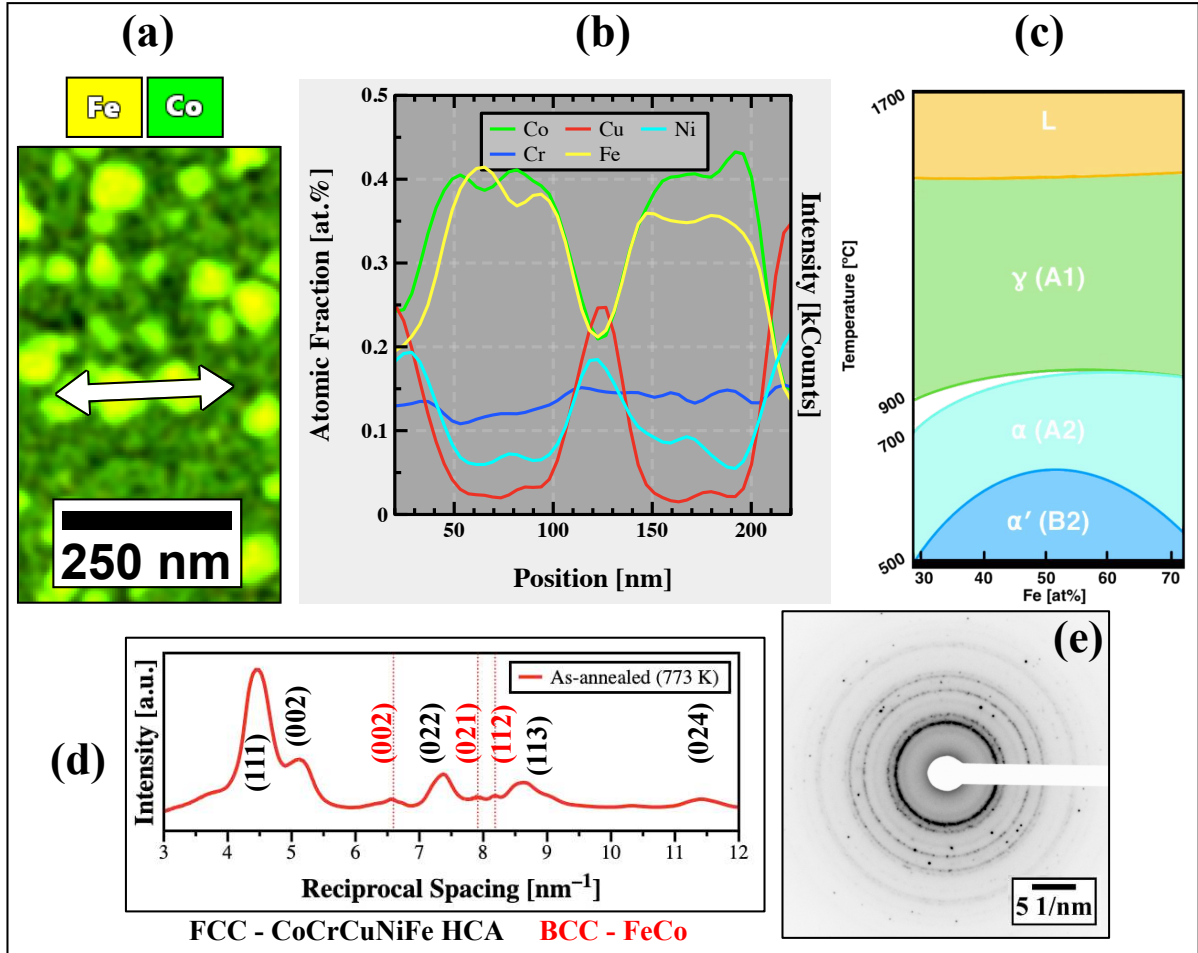 (a)
Fe Co
250 nm
(b)
0.5
0.4
0.3
0.2
0.1
0
Co Cu Ni
Cr Fe
Atomic Fraction [at.%]
Intensity [kCounts]
50 100 150 200
Position [nm]
(c)
1700
900
700
500
Temperature [°C]
L
γ (A1)
α (A2)
α′ (B2)
30 40 50 60 70
Fe [at%]
(d)
Intensity [a.u.]
As-annealed (773 K)
(111) (002) (002) (022) (021) (112) (113) (024)
3 4 5 6 7 8 9 10 11 12
Reciprocal Spacing [nm⁻¹]
FCC - CoCrCuNiFe HCA BCC - FeCo
(e)
5 1/nm